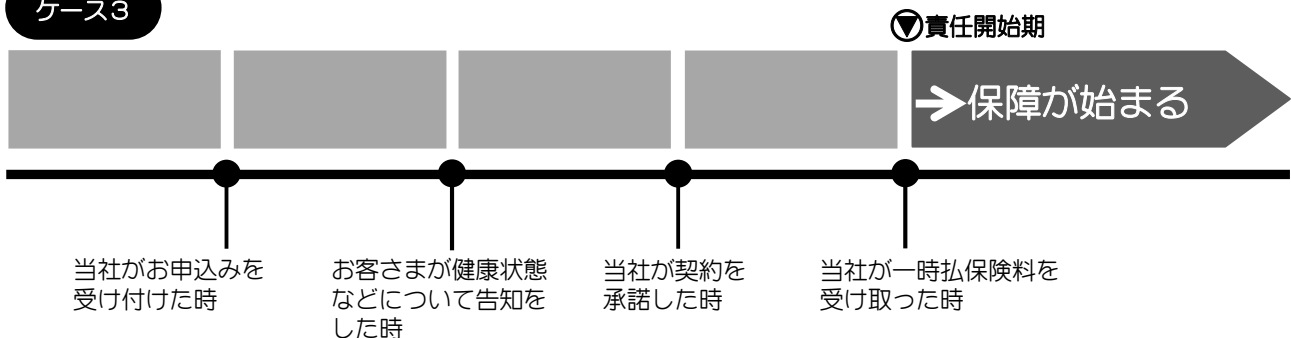 ケース3
責任開始期
保障が始まる
当社がお申込みを
受け付けた時
お客さまが健康状態
などについて告知を
した時
当社が契約を
承諾した時
当社が一時払保険料を
受け取った時